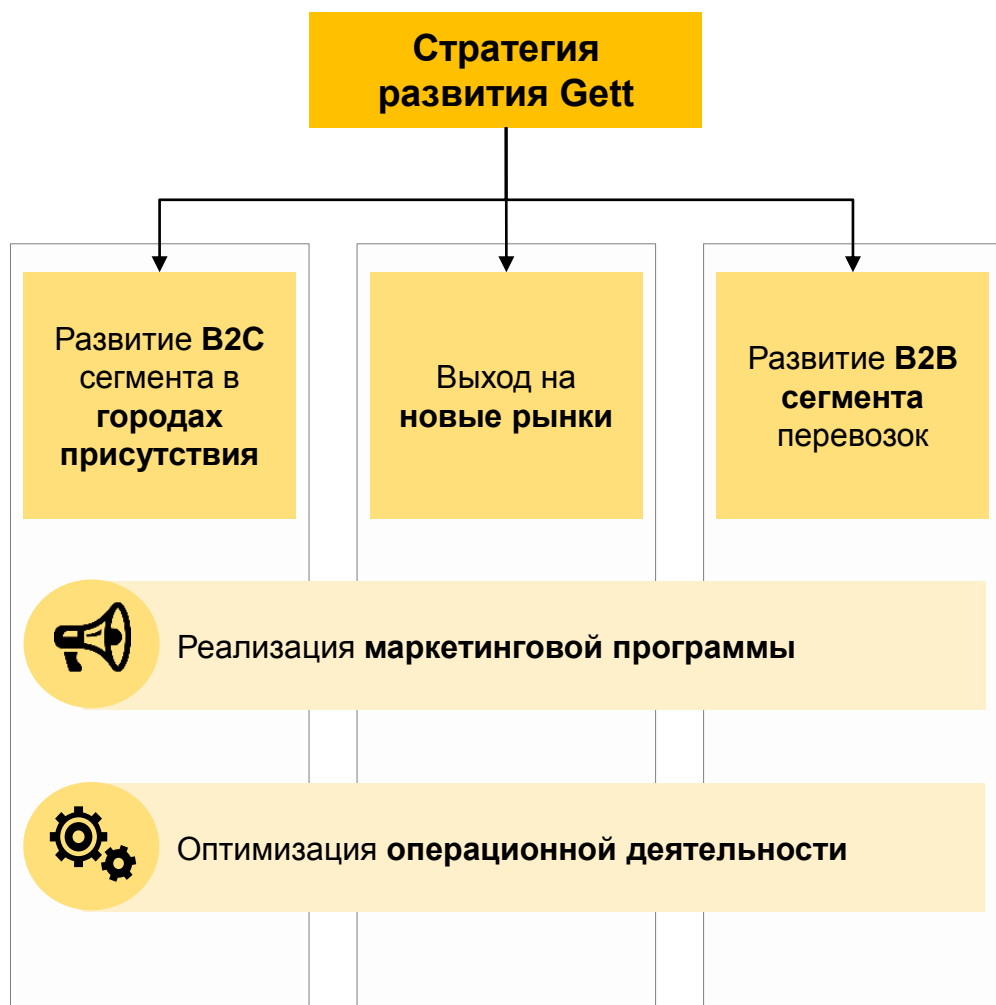 Стратегия
развития Gett
Развитие B2C
сегмента в
городах
присутствия
Выход на
новые рынки
Развитие B2B
сегмента
перевозок
Реализация маркетинговой программы
Оптимизация операционной деятельности